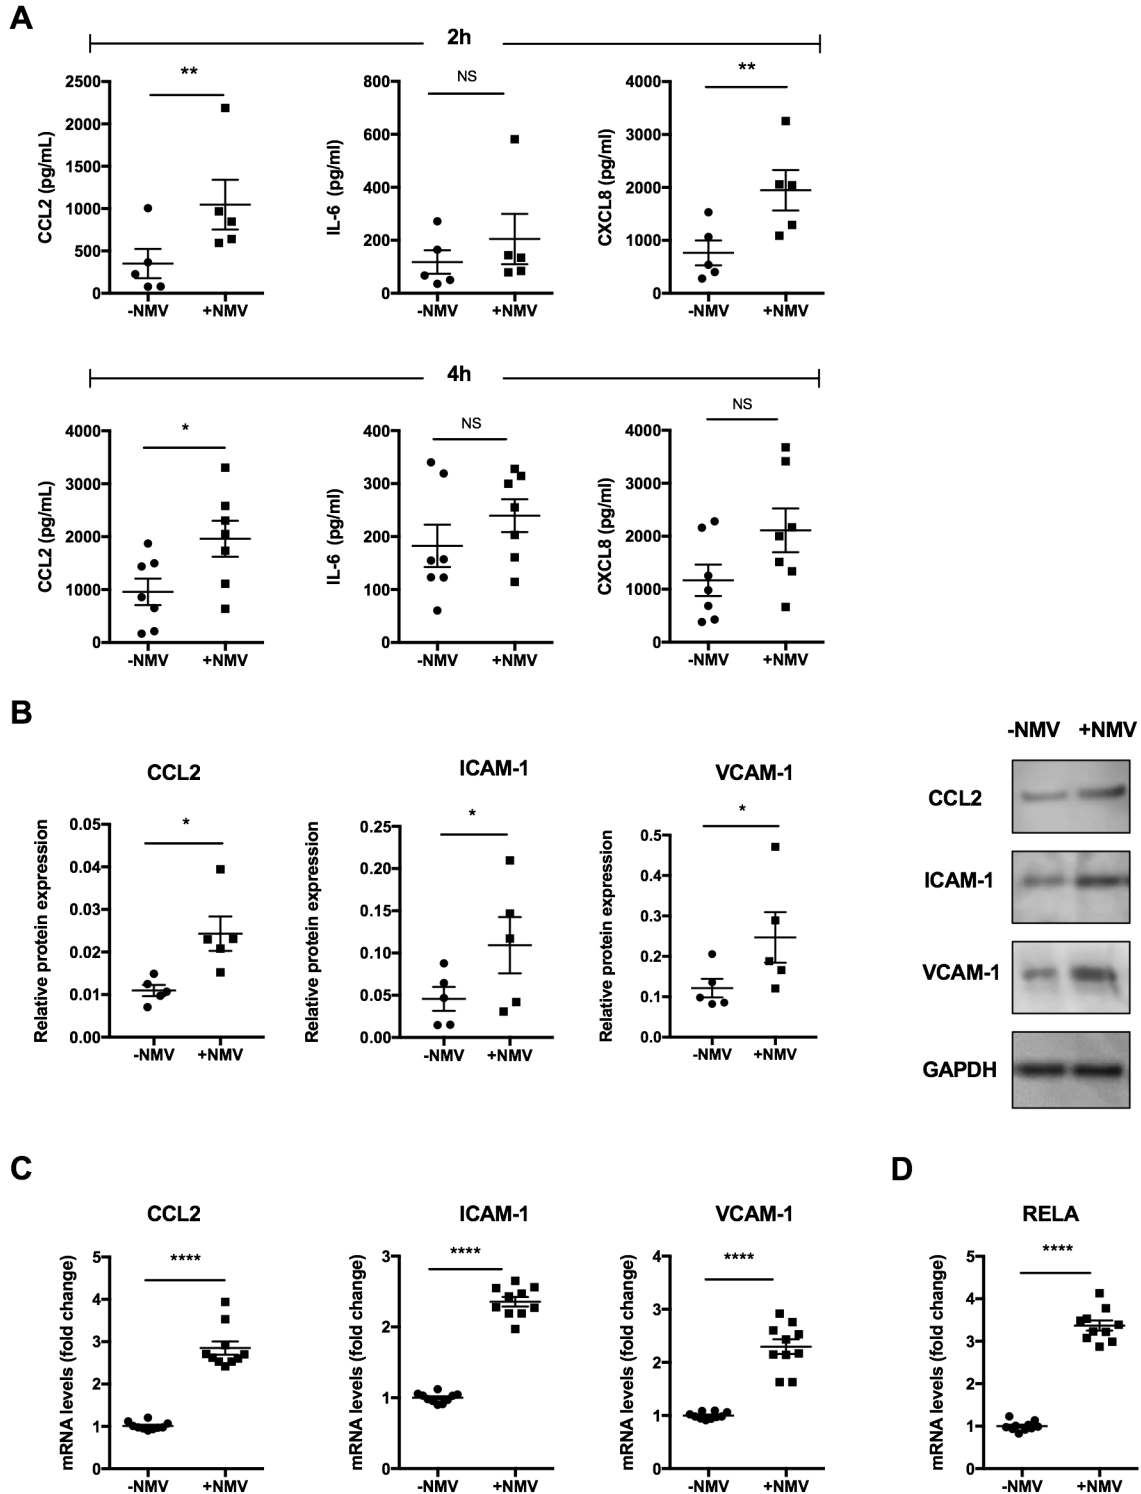 A
2h
** NS **
2500 2000 1500 1000 500 0
CCL2 (pg/mL)
-NMV +NMV
800 600 400 200 0
IL-6 (pg/ml)
-NMV +NMV
4000 3000 2000 1000 0
CXCL8 (pg/ml)
-NMV +NMV
4h
* NS NS
4000 3000 2000 1000 0
CCL2 (pg/mL)
-NMV +NMV
400 300 200 100 0
IL-6 (pg/ml)
-NMV +NMV
4000 3000 2000 1000 0
CXCL8 (pg/ml)
-NMV +NMV
B
CCL2
*
0.05 0.04 0.03 0.02 0.01 0.00
Relative protein expression
-NMV +NMV
ICAM-1
*
0.25 0.20 0.15 0.10 0.05 0.00
Relative protein expression
-NMV +NMV
VCAM-1
*
0.5 0.4 0.3 0.2 0.1 0.0
Relative protein expression
-NMV +NMV
-NMV +NMV
CCL2
ICAM-1
VCAM-1
GAPDH
C
CCL2
****
5 4 3 2 1 0
mRNA levels (fold change)
-NMV +NMV
ICAM-1
****
3 2 1 0
mRNA levels (fold change)
-NMV +NMV
VCAM-1
****
4 3 2 1 0
mRNA levels (fold change)
-NMV +NMV
D
RELA
****
5 4 3 2 1 0
mRNA levels (fold change)
-NMV +NMV